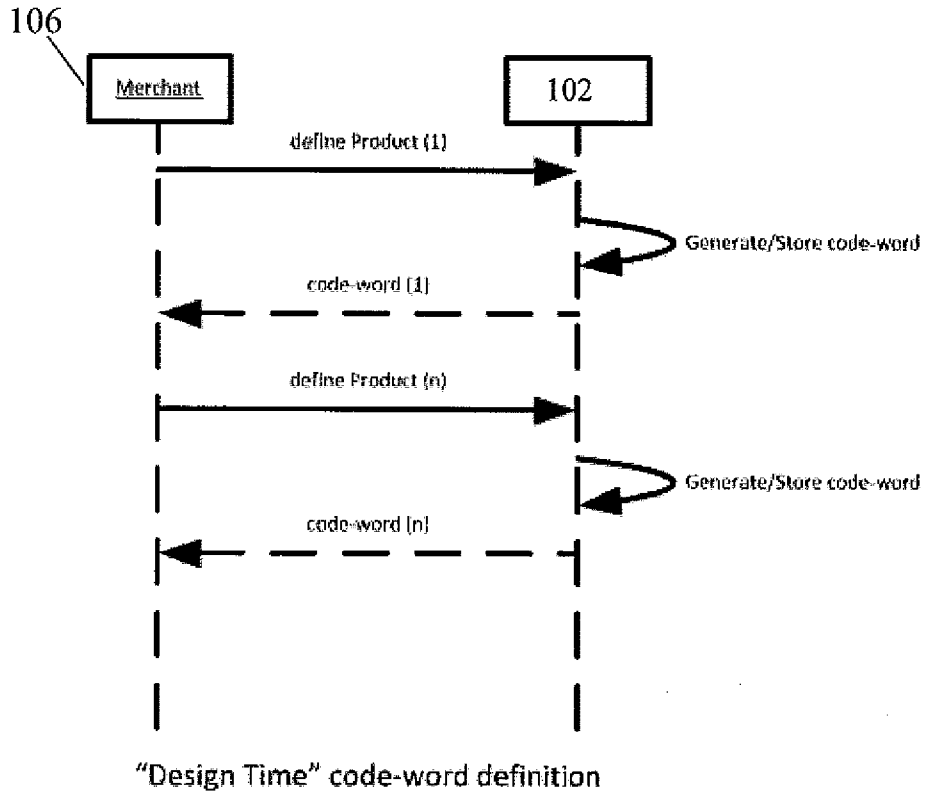 106
Merchant
102
define Product (1)
Generate/Store code-word
code-word (1)
define Product (n)
Generate/Store code-word
code-word (n)
“Design Time” code-word definition